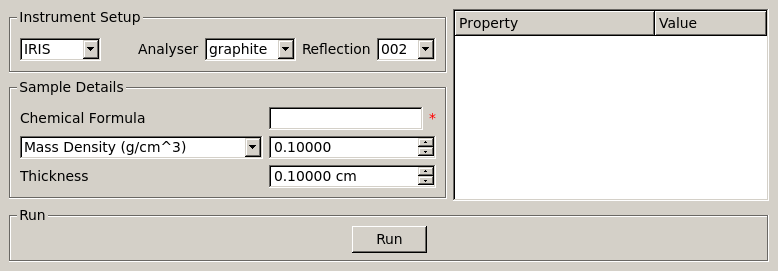 Instrument Setup
IRIS Analyser graphite Reflection 002
Sample Details
Chemical Formula *
Mass Density (g/cm^3) 0.10000
Thickness 0.10000 cm
Property Value
Run
Run